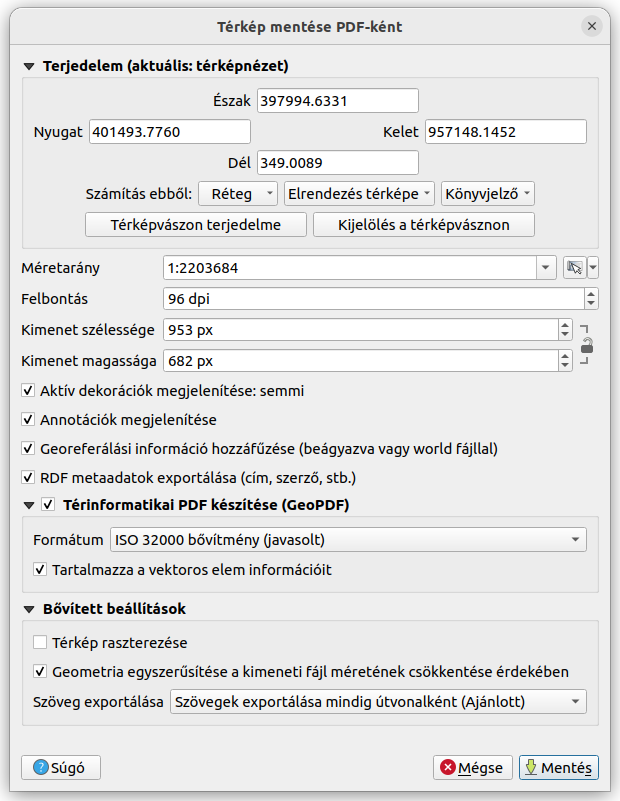 Térkép mentése PDF-ként
Terjedelem (aktuális: térképnézet)
Észak 397994.6331
Nyugat 401493.7760 Kelet 957148.1452
Dél 349.0089
Számítás ebből: Réteg Elrendezés térképe Könyvjelző
Térképvászon terjedelme Kijelölés a térképvásznon
Méretarány 1:2203684
Felbontás 96 dpi
Kimenet szélessége 953 px
Kimenet magassága 682 px
Aktív dekorációk megjelenítése: semmi
Annotációk megjelenítése
Georeferálási információ hozzáfűzése (beágyazva vagy world fájllal)
RDF metaadatok exportálása (cím, szerző, stb.)
Térinformatikai PDF készítése (GeoPDF)
Formátum ISO 32000 bővítmény (javasolt)
Tartalmazza a vektoros elem információit
Bővített beállítások
Térkép raszterezése
Geometria egyszerűsítése a kimeneti fájl méretének csökkentése érdekében
Szöveg exportálása Szövegek exportálása mindig útvonalként (Ajánlott)
Súgó Mégse Mentés